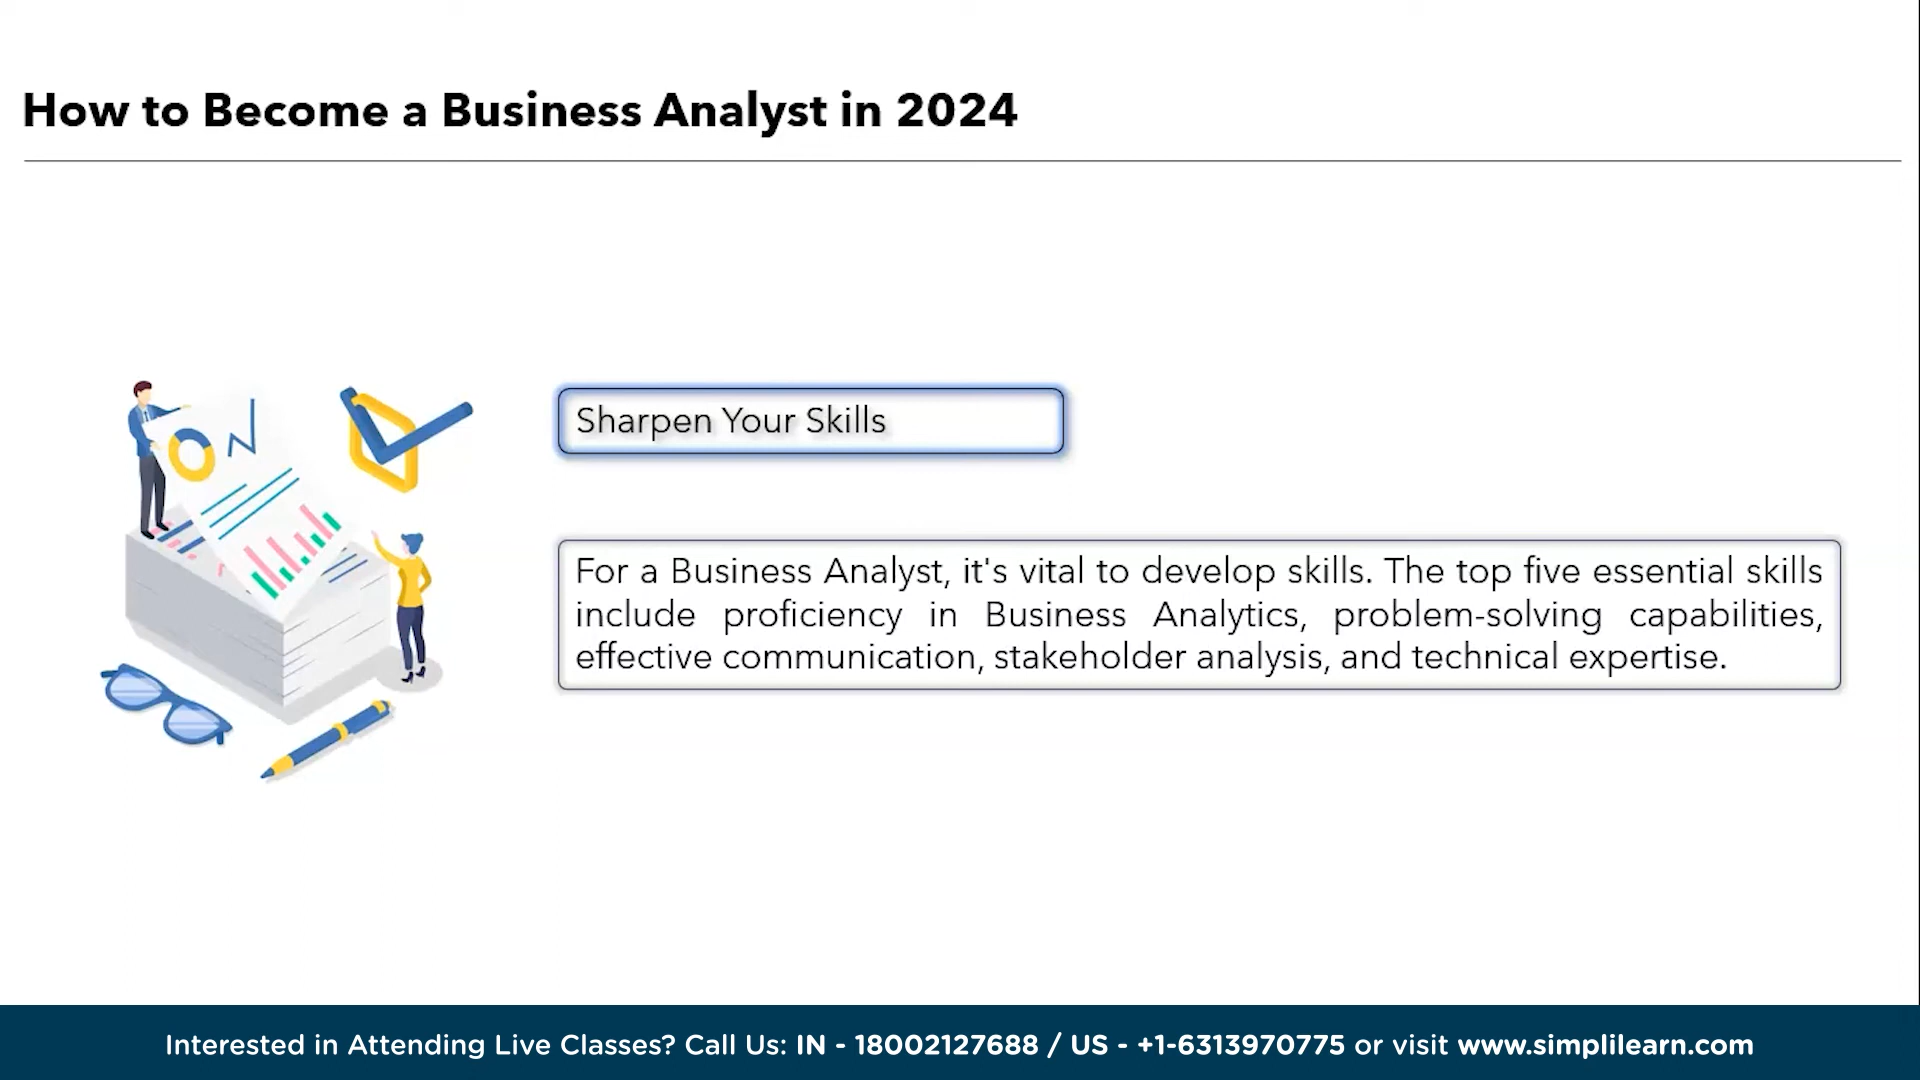 How to Become a Business Analyst in 2024
Sharpen Your Skills
For a Business Analyst, it's vital to develop skills. The top five essential skills
include proficiency in Business Analytics, problem-solving capabilities,
effective communication, stakeholder analysis, and technical expertise.
Interested in Attending Live Classes? Call Us: IN - 18002127688 / US - +1-6313970775 or visit www.simplilearn.com